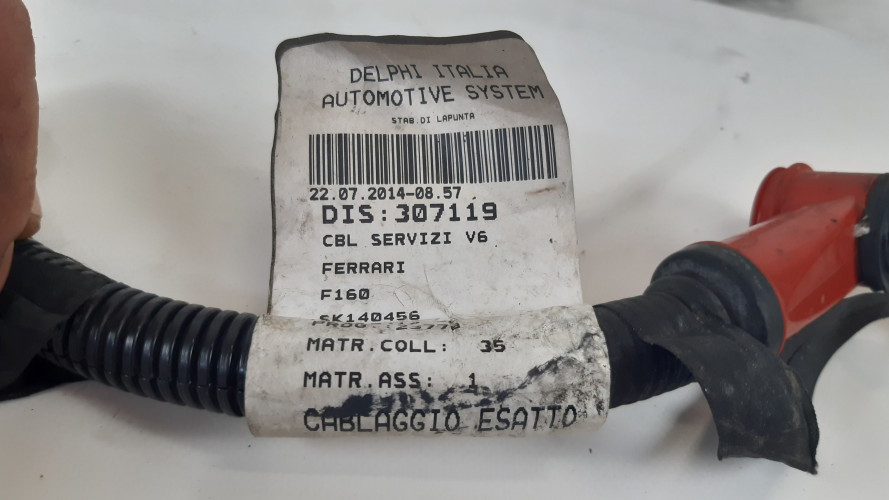 DELPHI ITALIA
AUTOMOTIVE SYSTEM
STAB.DI LAPUNTA
22.07.2014-08.57
DIS:307119
CBL SERVIZI V6
FERRARI
F160
SK140456
MATR.COLL: 35
MATR.ASS: 1
CABLAGGIO ESATTO